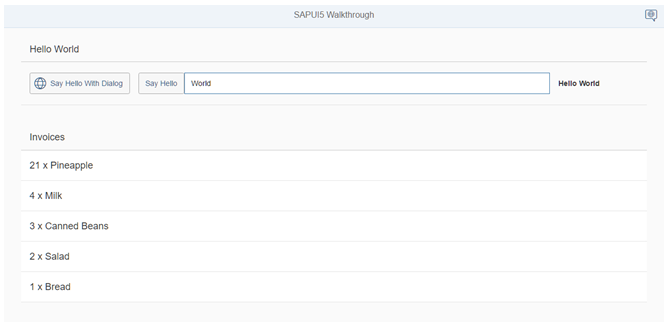 SAPUI5 Walkthrough
Hello World
Say Hello With Dialog Say Hello World Hello World
Invoices
21 x Pineapple
4 x Milk
3 x Canned Beans
2 x Salad
1 x Bread